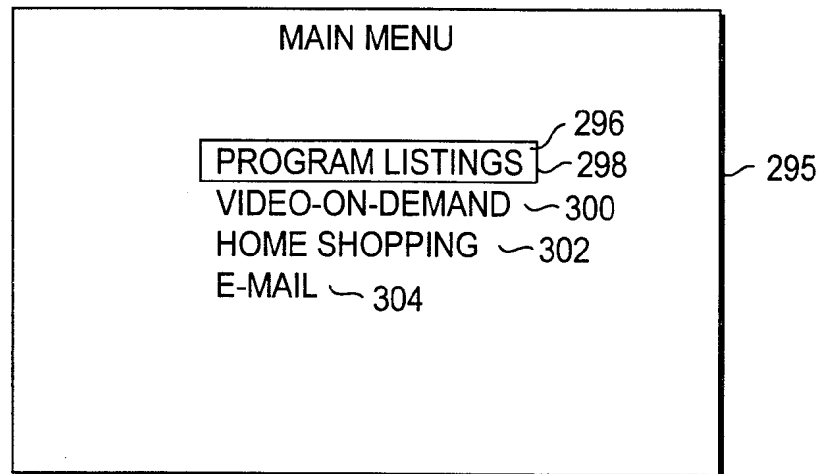 MAIN MENU
296
PROGRAM LISTINGS 298
295
VIDEO-ON-DEMAND 300
HOME SHOPPING 302
E-MAIL 304